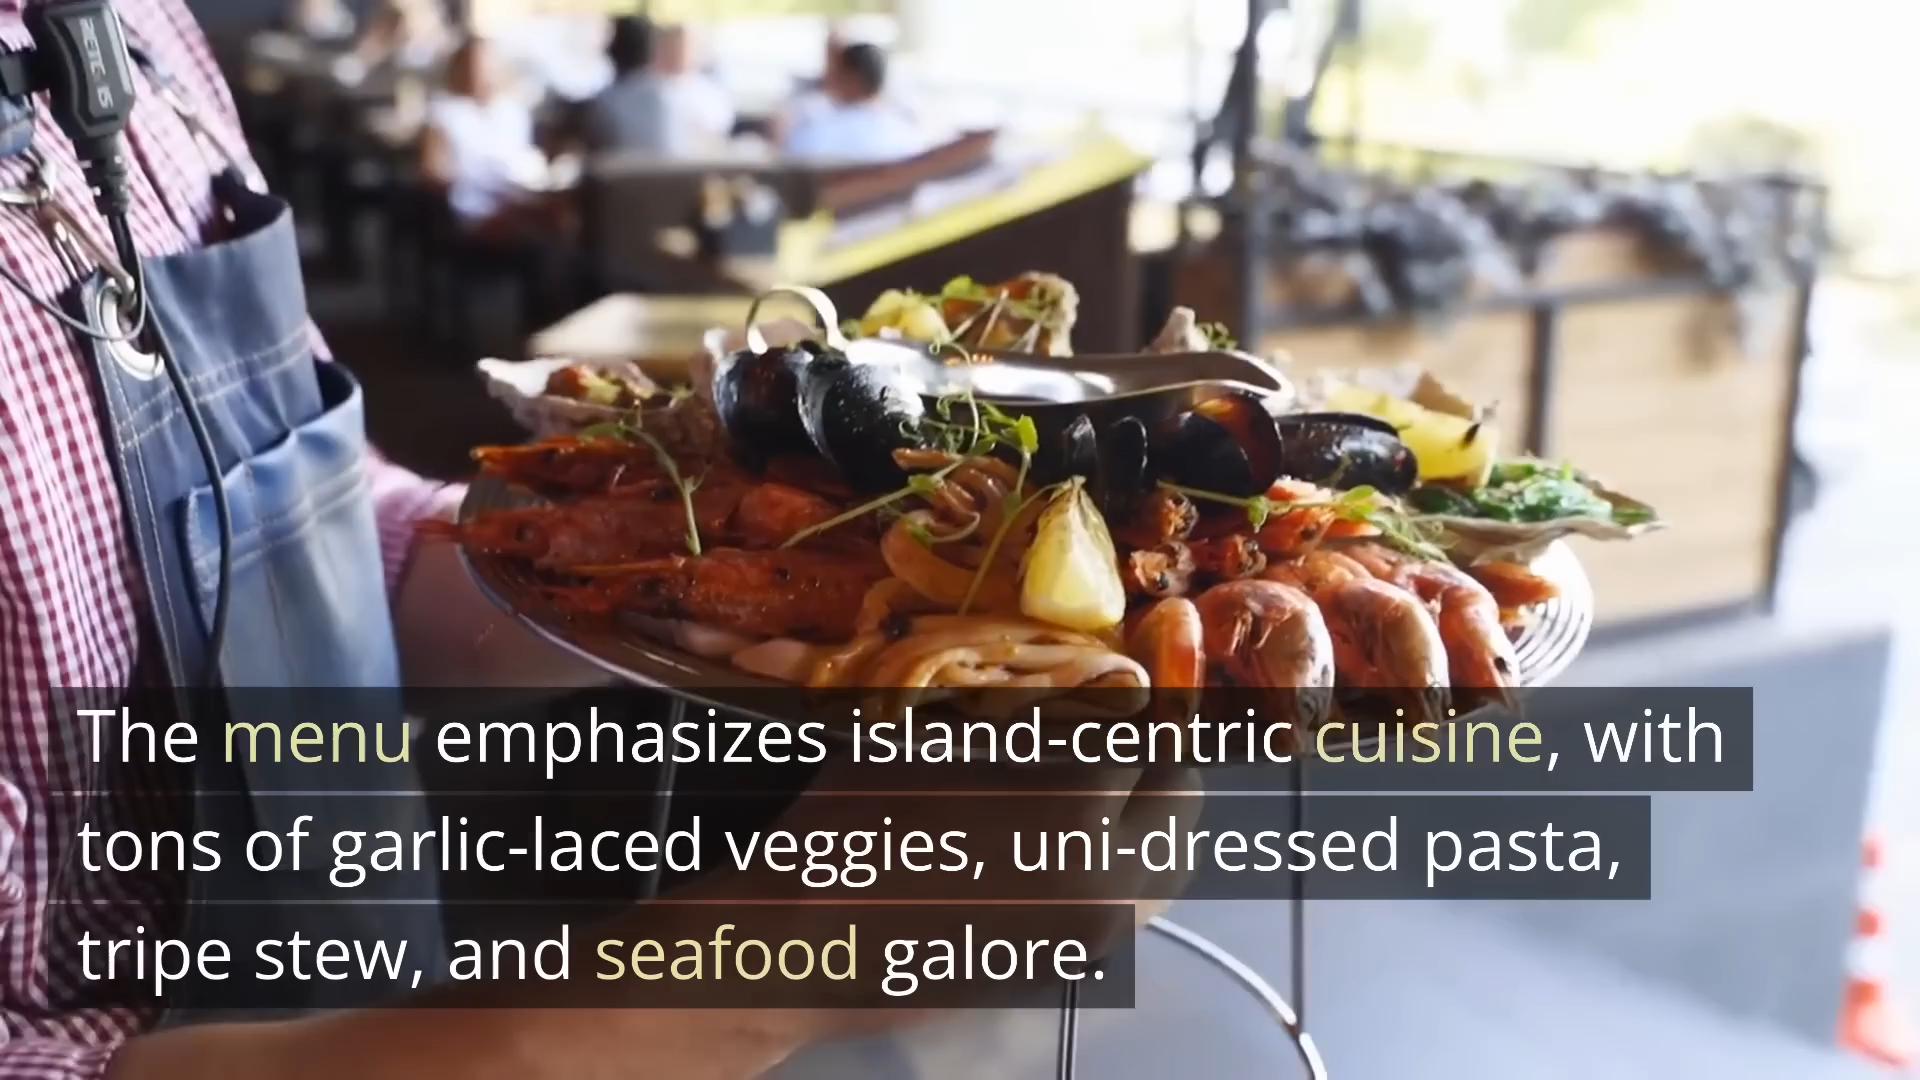 The menu emphasizes island-centric cuisine, with
tons of garlic-laced veggies, uni-dressed pasta,
tripe stew, and seafood galore.